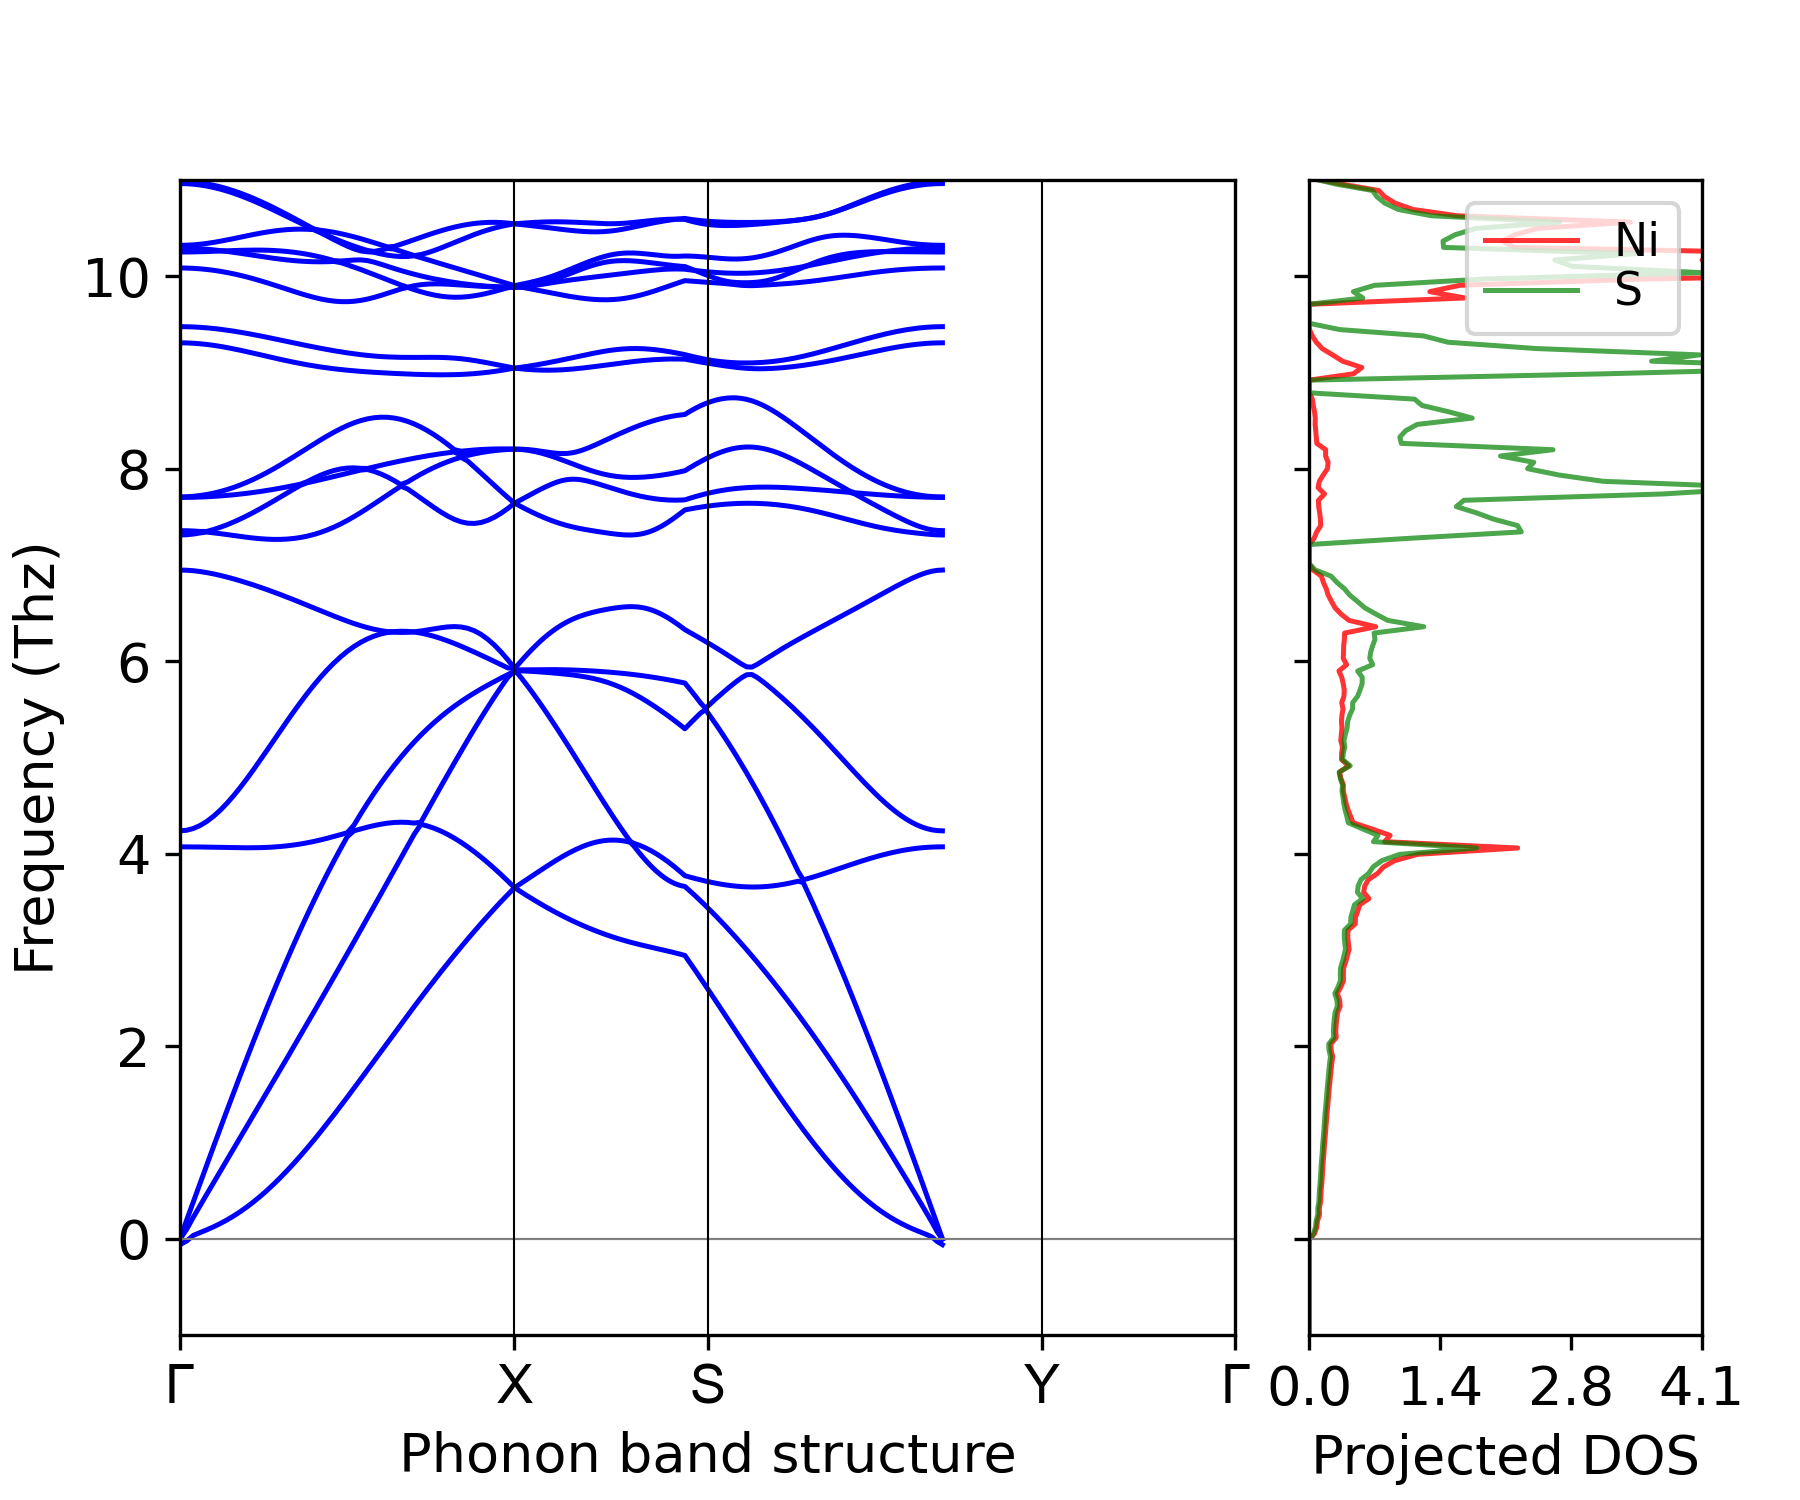 Frequency (Thz)
10
8
6
4
2
0
Γ X S Y Γ
Phonon band structure
Ni
S
0.0 1.4 2.8 4.1
Projected DOS